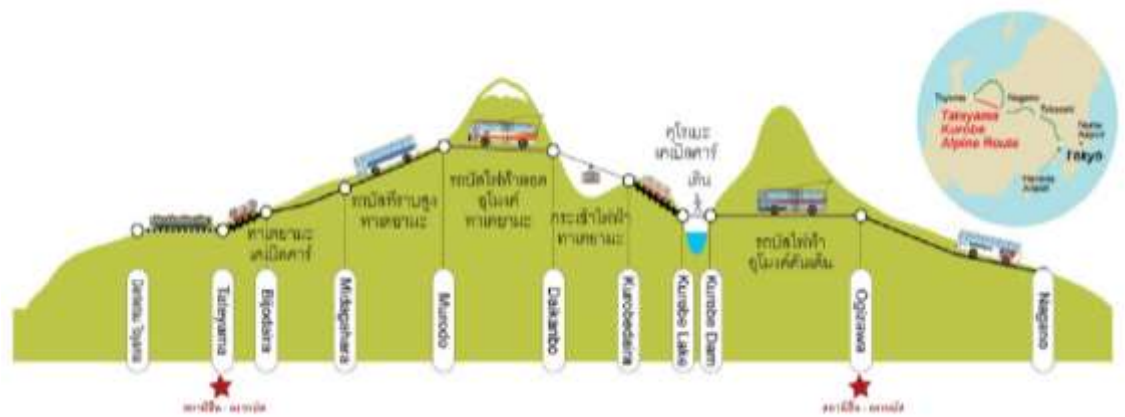 คุโรเบะ
เคเบิลคาร์
เดิน
รถบัสไฟฟ้าลอด
อุโมงค์
ทาเตยามะ
รถบัสที่ราบสูง
ทาเตยามะ
ทาเตยามะ
เคเบิลคาร์
กระเช้าไฟฟ้า
ทาเตยามะ
รถบัสไฟฟ้า
อุโมงค์คันเด็น
Tateyama
Bijodaira
Midagahara
Murodo
Daikanbo
Kurobedaira
Kurobe Lake
Kurobe Dam
Ogizawa
Nagano
Toyama
Nagano
Tateyama
Kurobe
Alpine Route
Tokyo
Narita
Airport
Haneda
Airport